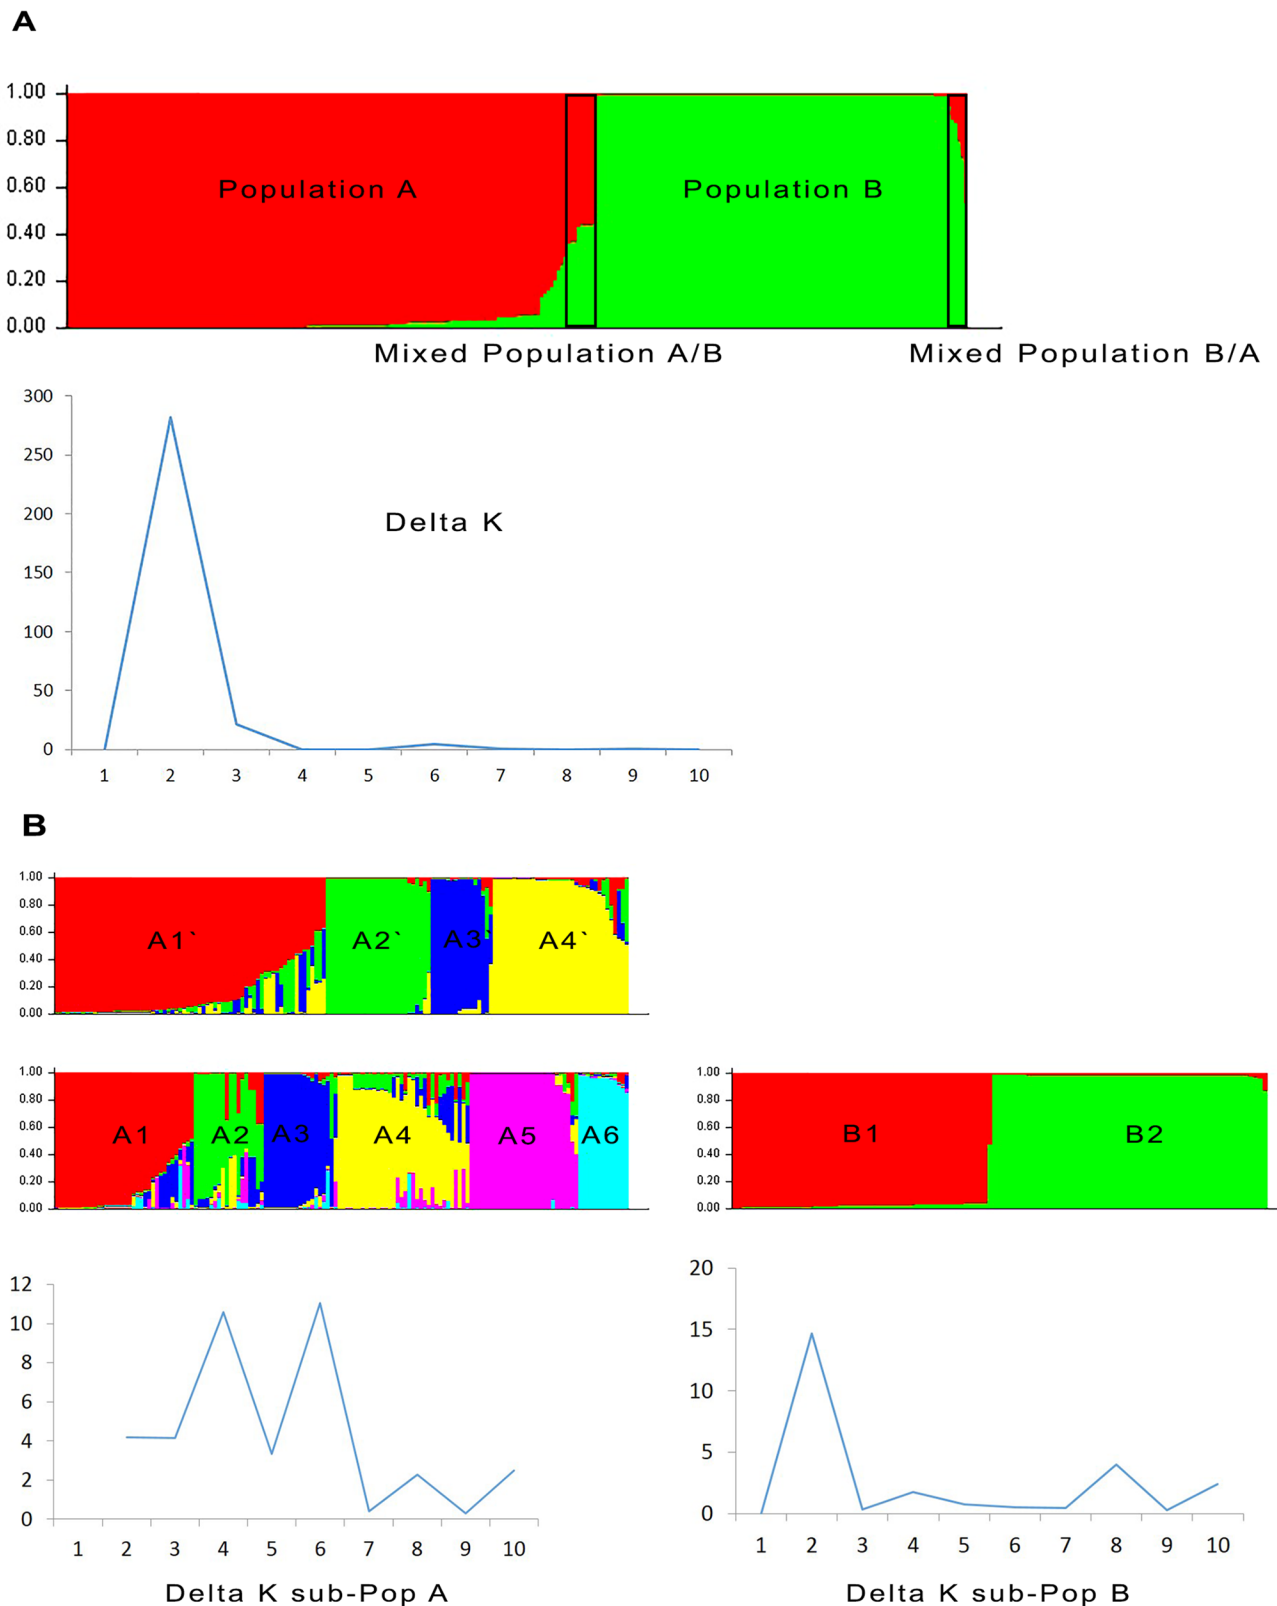 A
1.00
0.80
0.60
0.40
0.20
0.00
Population A
Population B
Mixed Population A/B
Mixed Population B/A
300
250
200
150
100
50
0
Delta K
1 2 3 4 5 6 7 8 9 10
B
1.00
0.80
0.60
0.40
0.20
0.00
A1` A2` A3` A4`
1.00
0.80
0.60
0.40
0.20
0.00
A1 A2 A3 A4 A5 A6
1.00
0.80
0.60
0.40
0.20
0.00
B1 B2
12
10
8
6
4
2
0
1 2 3 4 5 6 7 8 9 10
Delta K sub-Pop A
20
15
10
5
0
1 2 3 4 5 6 7 8 9 10
Delta K sub-Pop B